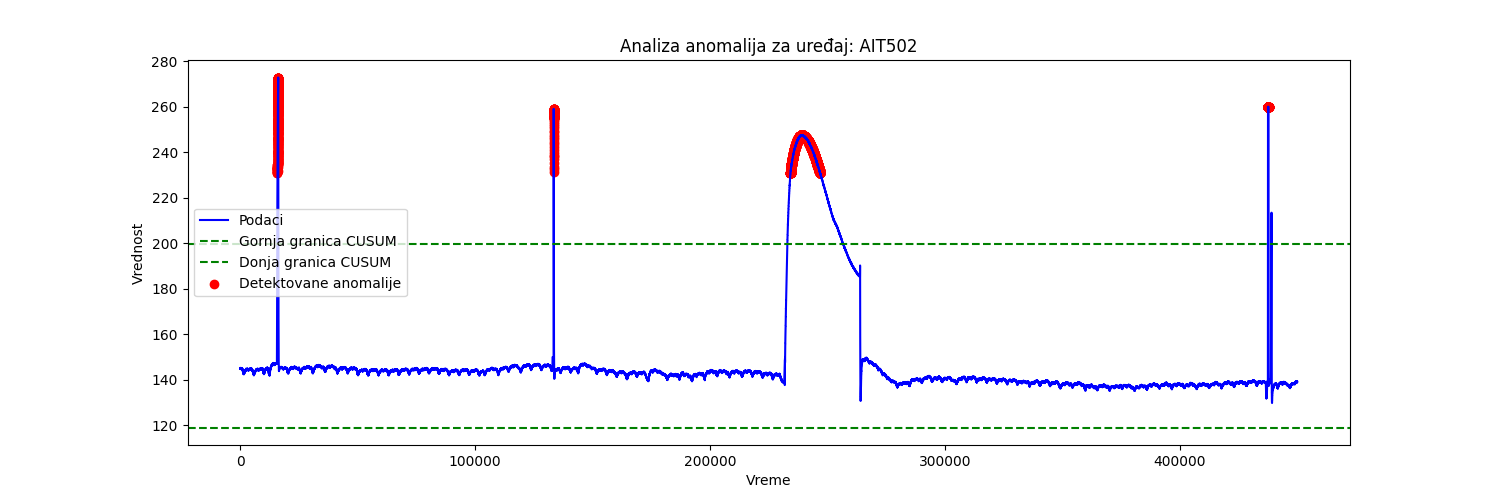 Analiza anomalija za uređaj: AIT502
280
260
240
220
200
180
160
140
120
Vrednost
Podaci
Gornja granica CUSUM
Donja granica CUSUM
Detektovane anomalije
0
100000
200000
300000
400000
Vreme